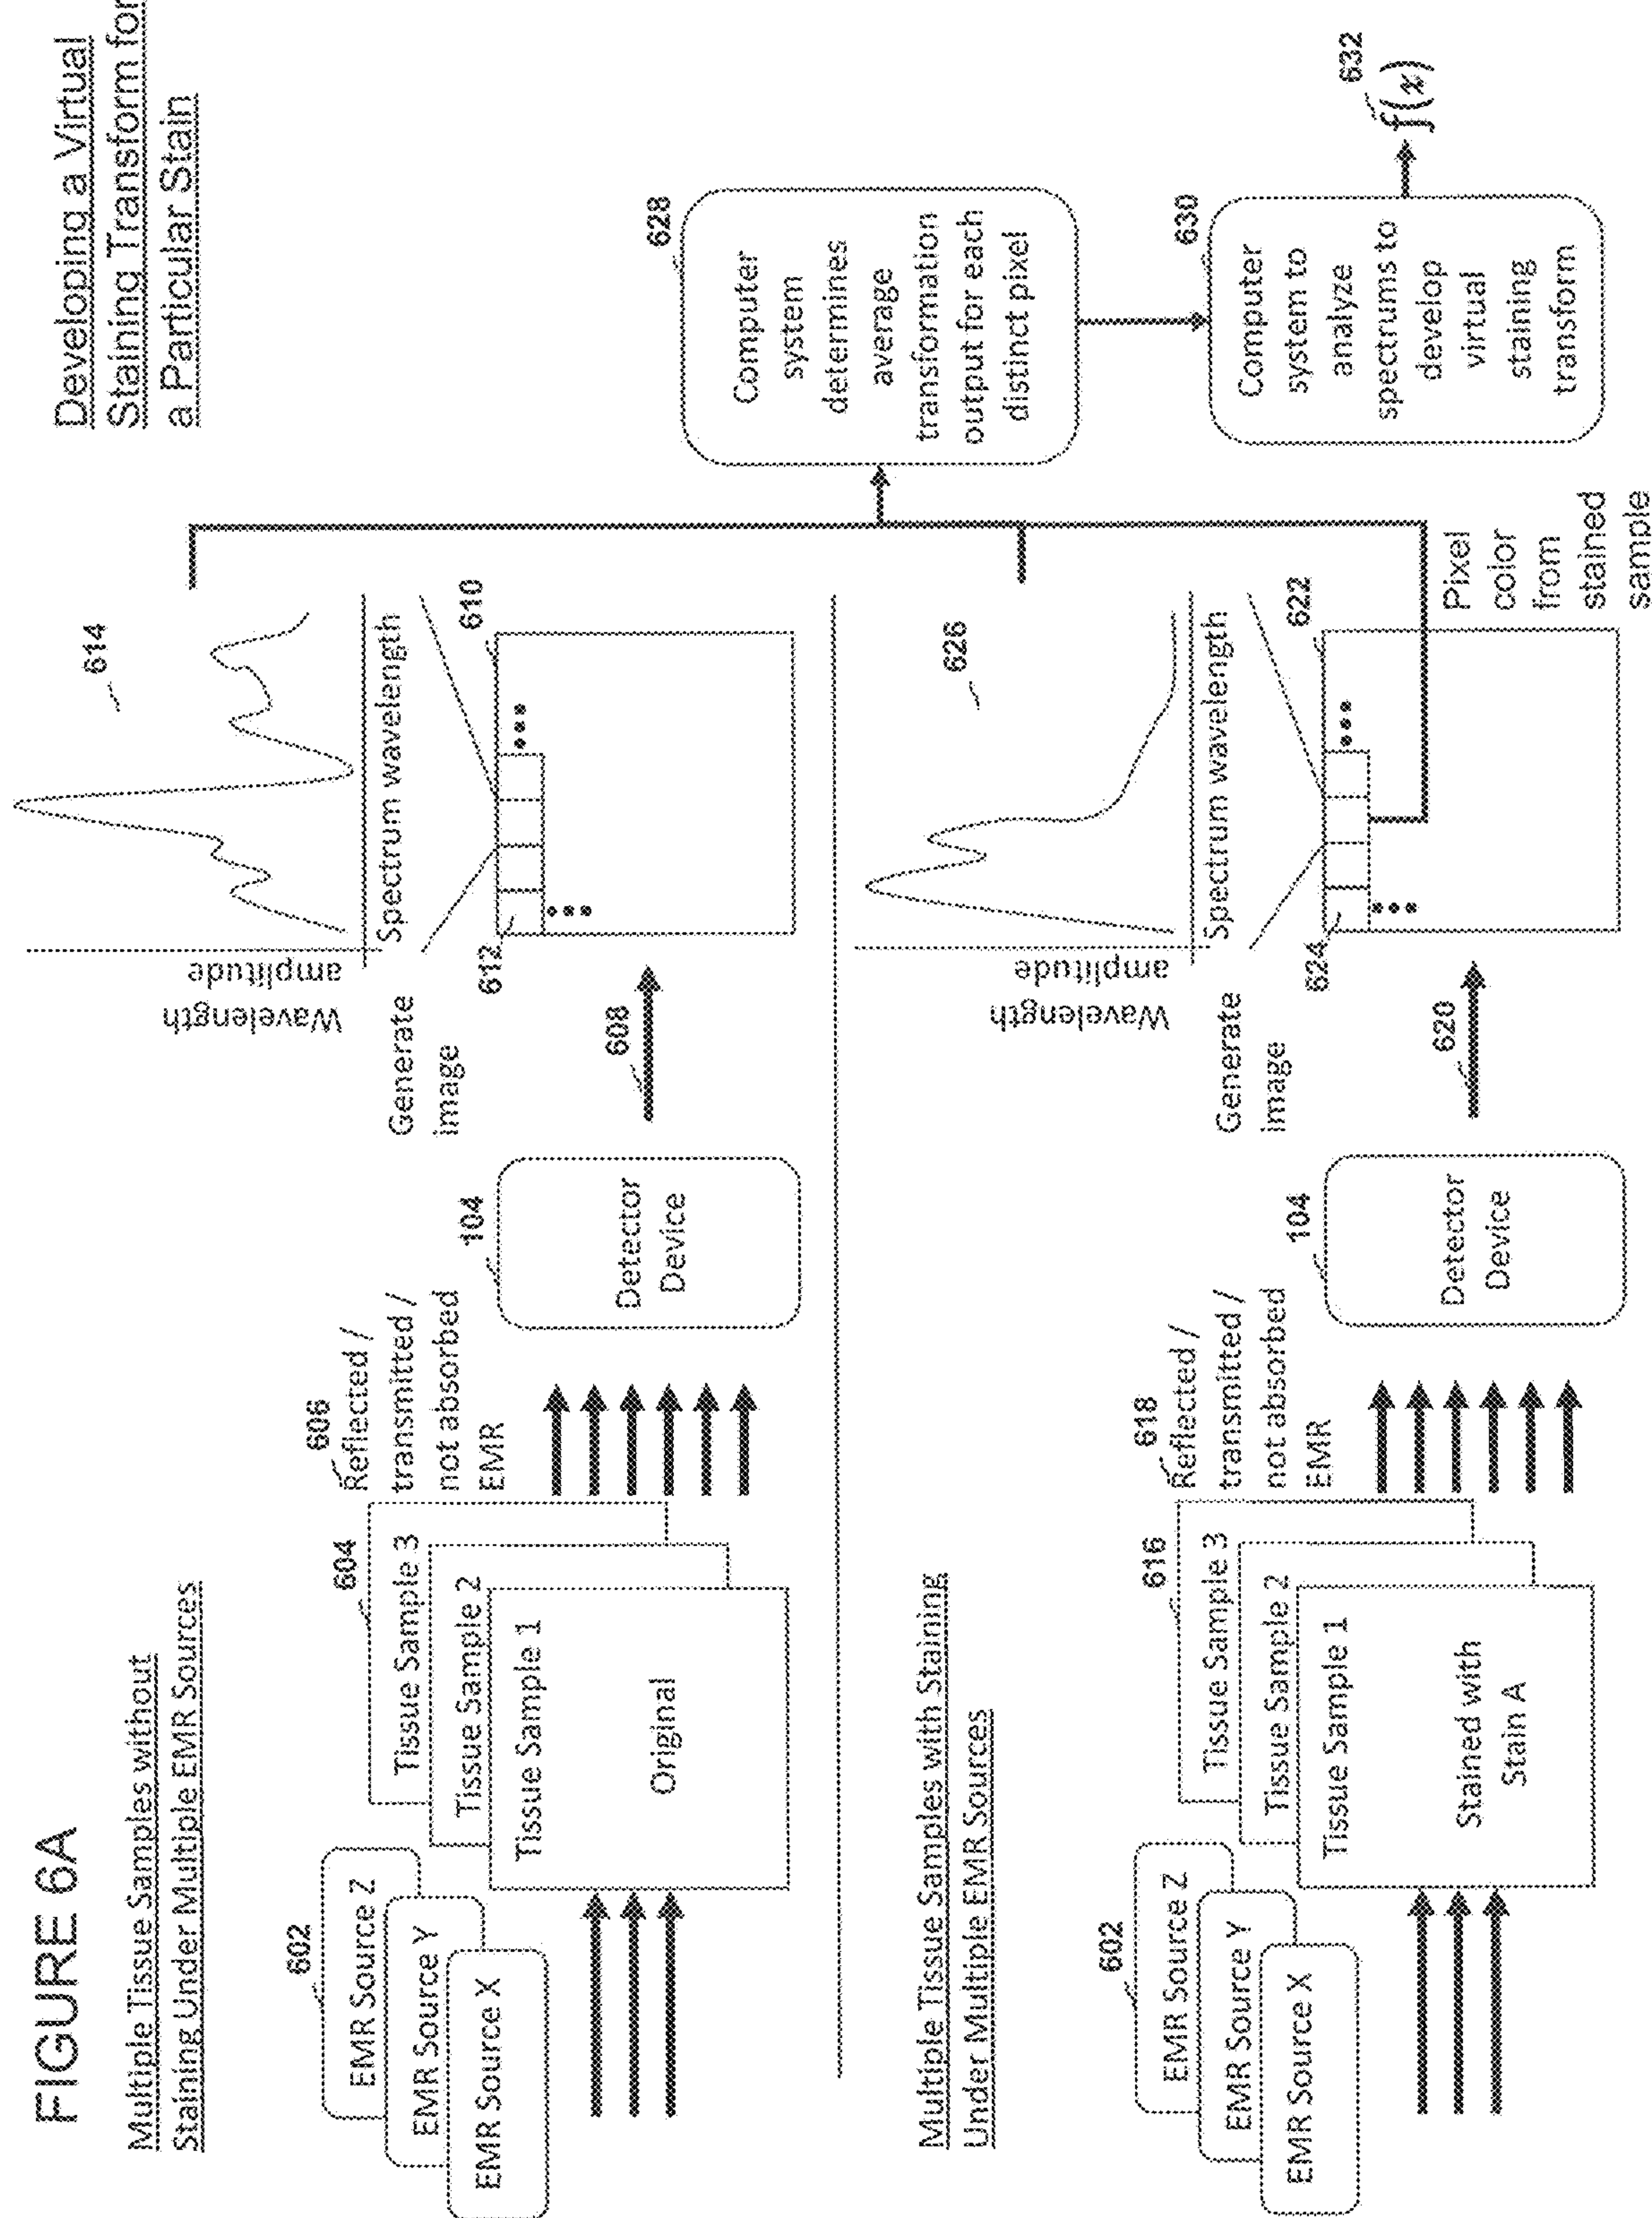 FIGURE 6A
Developing a Virtual
Staining Transform for
a Particular Stain
Multiple Tissue Samples without
Staining Under Multiple EMR Sources
602
EMR Source Z
EMR Source Y
EMR Source X
604
Tissue Sample 3
Tissue Sample 2
Tissue Sample 1
Original
606
Reflected /
transmitted /
not absorbed
EMR
104
Detector
Device
Generate
image
608
Wavelength
amplitude
614
Spectrum wavelength
610
612
Multiple Tissue Samples with Staining
Under Multiple EMR Sources
602
EMR Source Z
EMR Source Y
EMR Source X
616
Tissue Sample 3
Tissue Sample 2
Tissue Sample 1
Stained with
Stain A
618
Reflected /
transmitted /
not absorbed
EMR
104
Detector
Device
Generate
image
620
Wavelength
amplitude
626
Spectrum wavelength
622
624
Pixel
color
from
stained
sample
628
Computer
system
determines
average
transformation
output for each
distinct pixel
630
Computer
system to
analyze
spectrums to
develop
virtual
staining
transform
632
f(x)